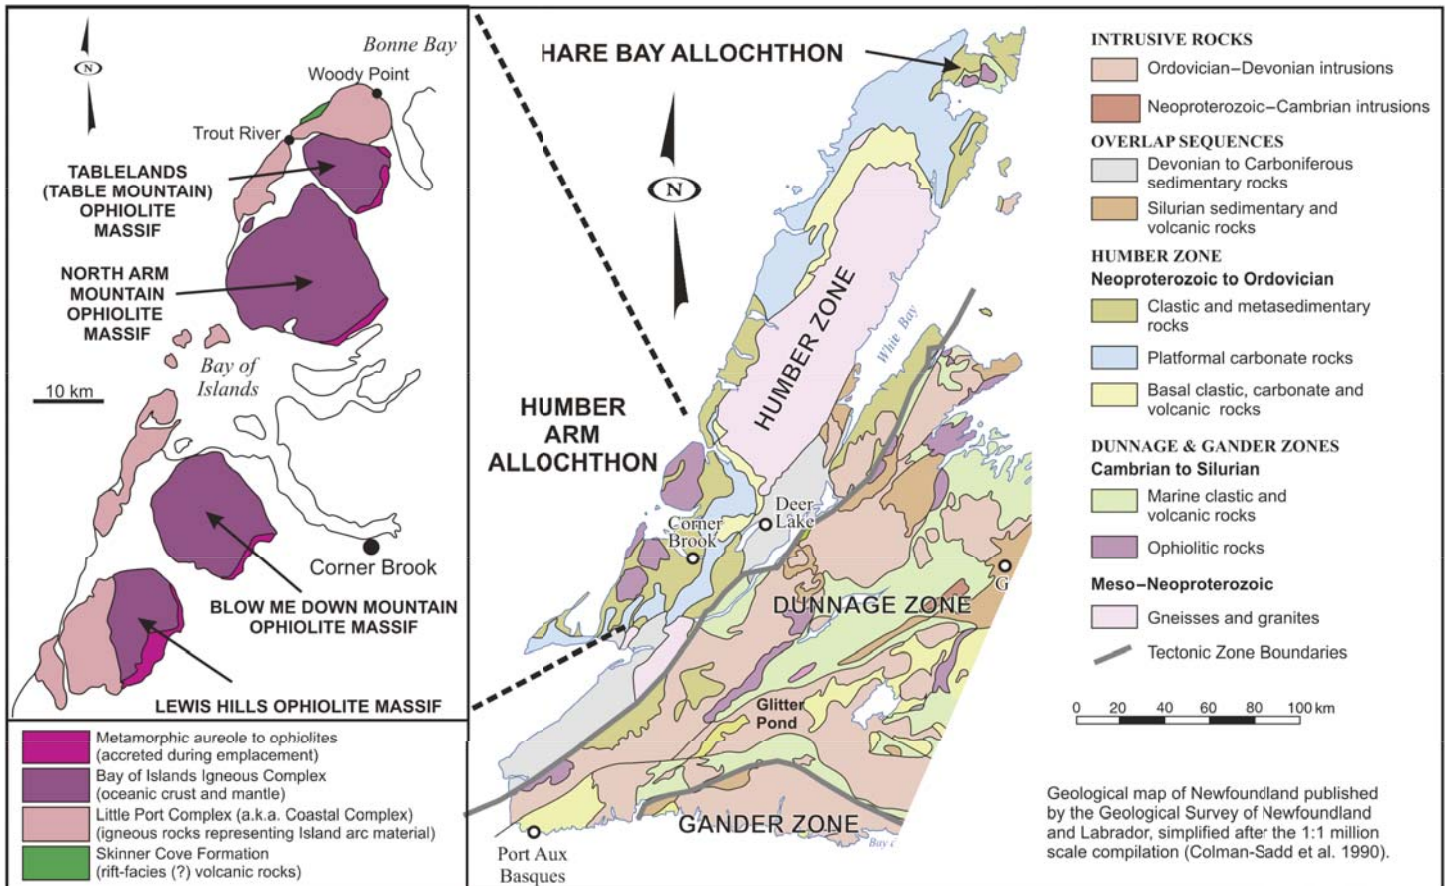 Bonne Bay
N
Woody Point
Trout River
TABLELANDS
(TABLE MOUNTAIN)
OPHIOLITE
MASSIF
NORTH ARM
MOUNTAIN
OPHIOLITE
MASSIF
Bay of
Islands
10 km
Corner Brook
BLOW ME DOWN MOUNTAIN
OPHIOLITE MASSIF
LEWIS HILLS OPHIOLITE MASSIF
Metamorphic aureole to ophiolites
(accreted during emplacement)
Bay of Islands Igneous Complex
(oceanic crust and mantle)
Little Port Complex (a.k.a. Coastal Complex)
(igneous rocks representing Island arc material)
Skinner Cove Formation
(rift-facies (?) volcanic rocks)
HARE BAY ALLOCHTHON
N
HUMBER ZONE
White Bay
HUMBER
ARM
ALLOCHTHON
Deer
Lake
Corner
Brook
G
DUNNAGE ZONE
Glitter
Pond
GANDER ZONE
Bay
Port Aux
Basques
INTRUSIVE ROCKS
Ordovician–Devonian intrusions
Neoproterozoic–Cambrian intrusions
OVERLAP SEQUENCES
Devonian to Carboniferous
sedimentary rocks
Silurian sedimentary and
volcanic rocks
HUMBER ZONE
Neoproterozoic to Ordovician
Clastic and metasedimentary
rocks
Platformal carbonate rocks
Basal clastic, carbonate and
volcanic rocks
DUNNAGE & GANDER ZONES
Cambrian to Silurian
Marine clastic and
volcanic rocks
Ophiolitic rocks
Meso–Neoproterozoic
Gneisses and granites
Tectonic Zone Boundaries
0 20 40 60 80 100 km
Geological map of Newfoundland published
by the Geological Survey of Newfoundland
and Labrador, simplified after the 1:1 million
scale compilation (Colman-Sadd et al. 1990).